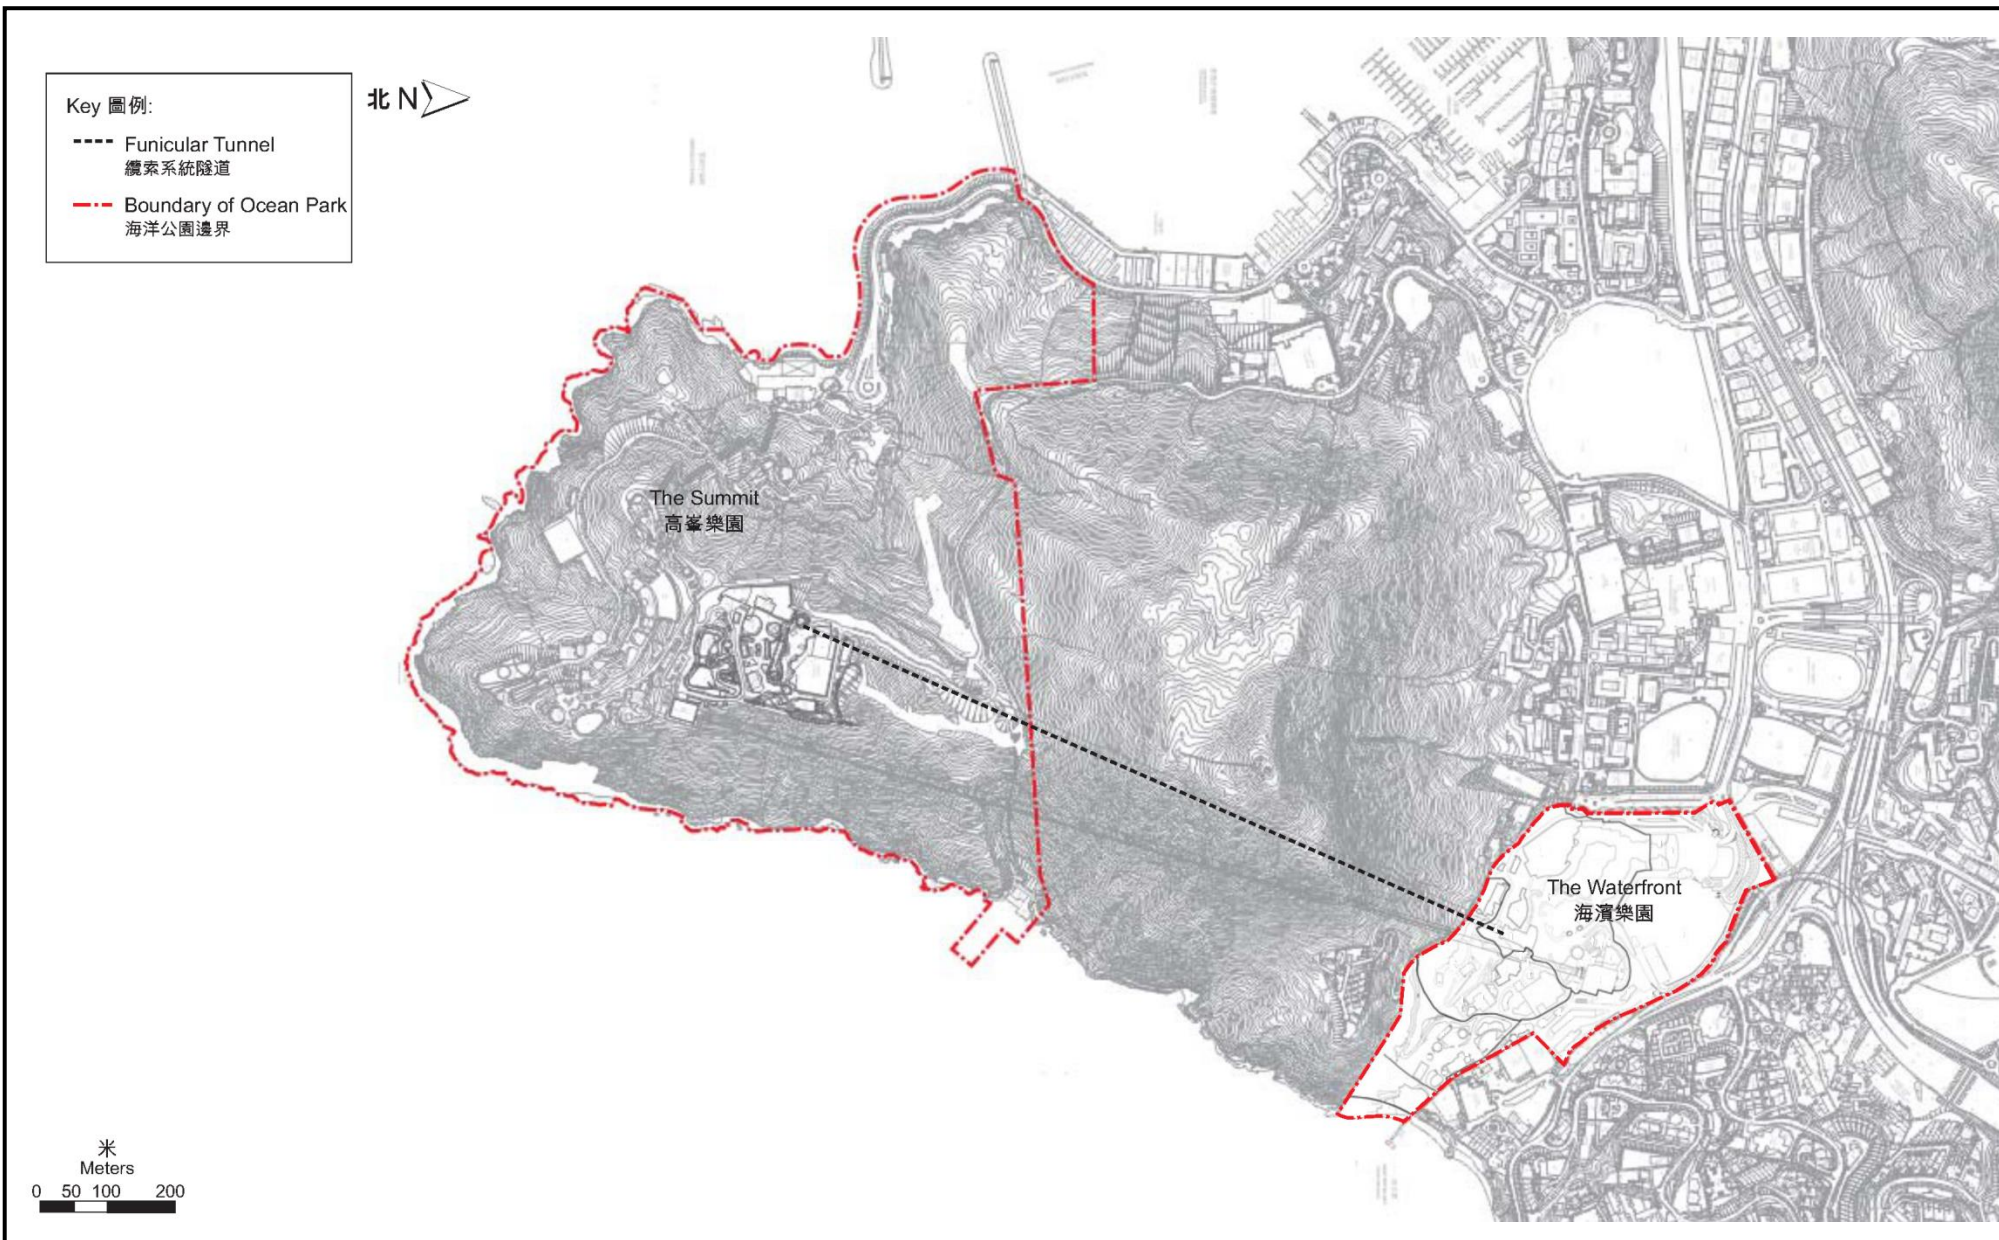 Key 圖例:
Funicular Tunnel
纜索系統隧道
Boundary of Ocean Park
海洋公園邊界
北 N
The Summit
高峯樂園
The Waterfront
海濱樂園
米
Meters
0 50 100 200